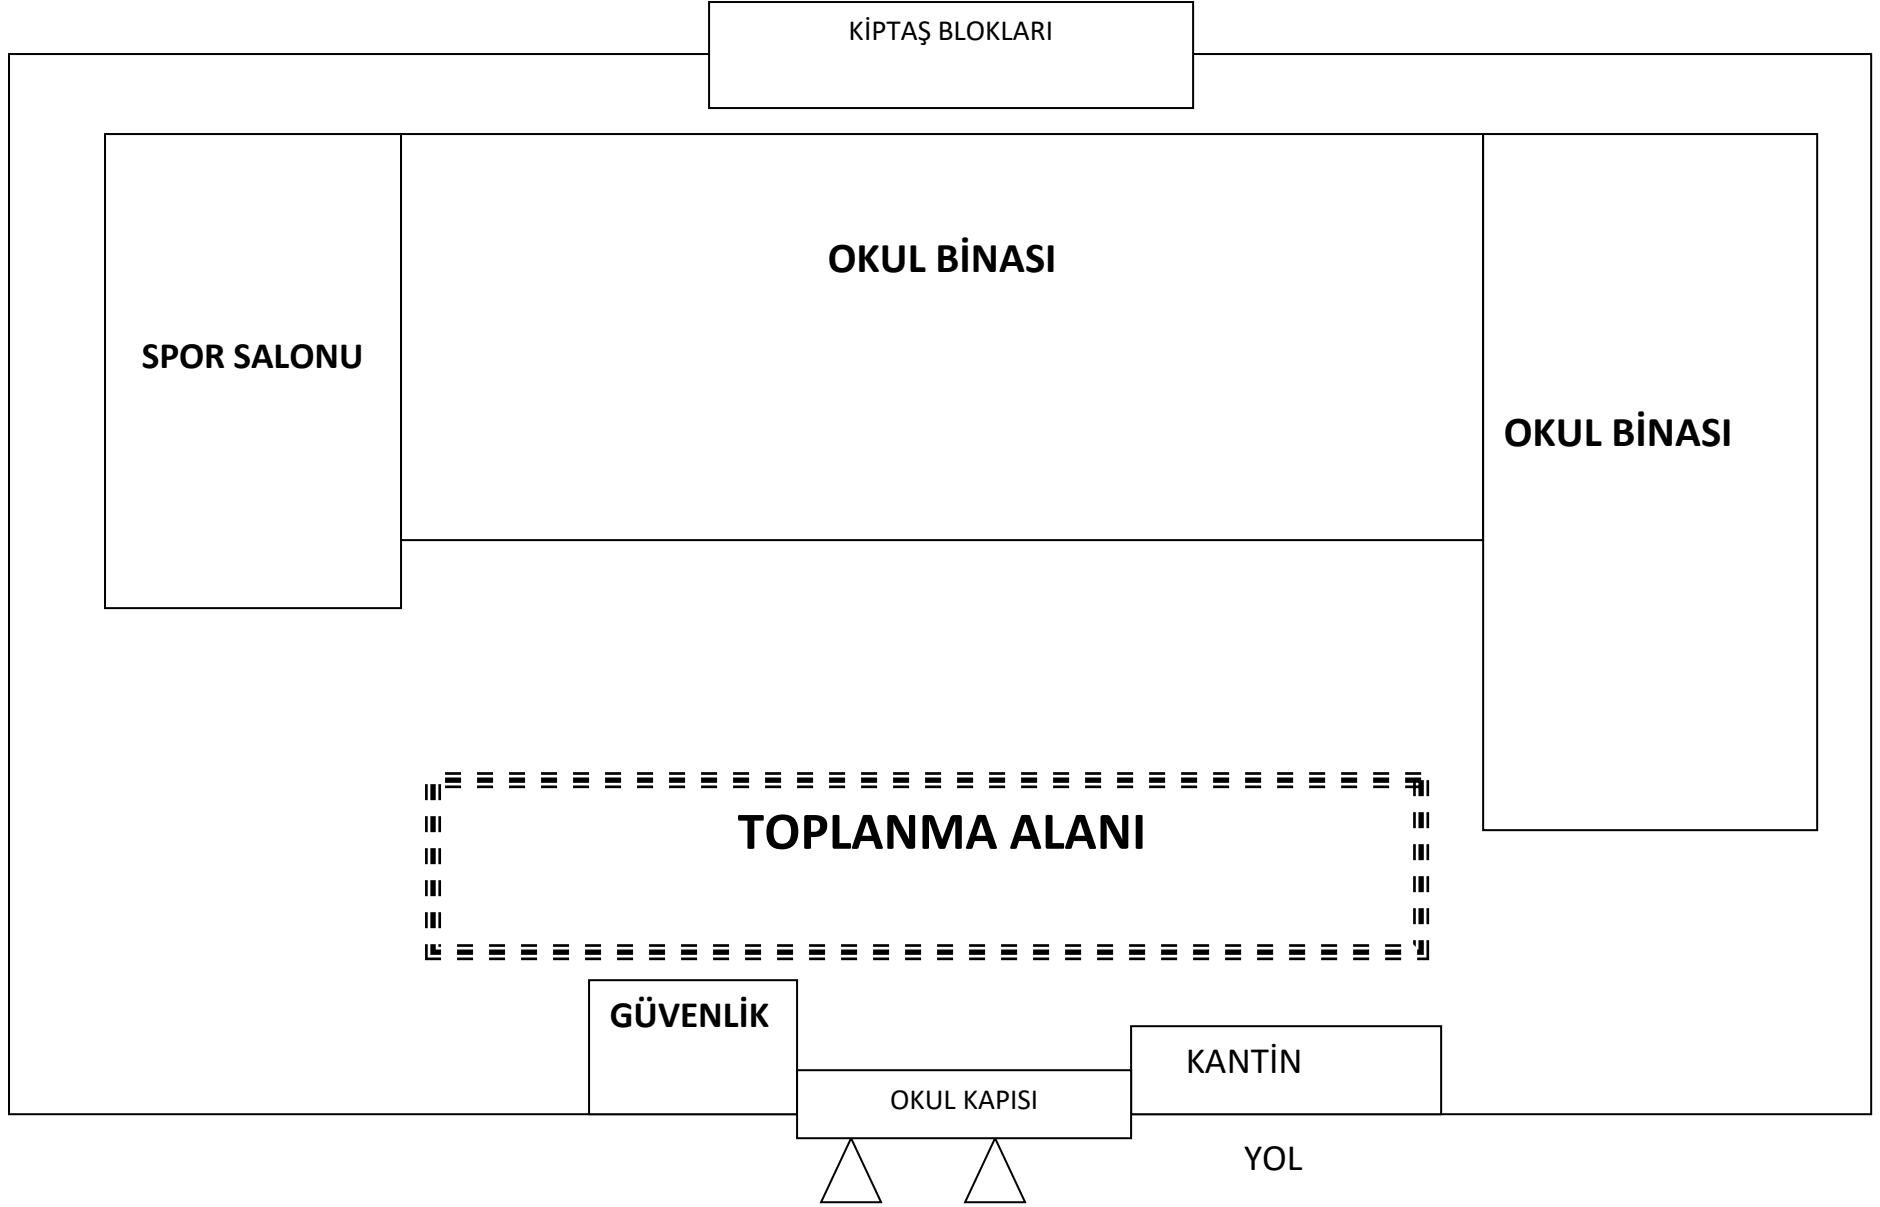 KİPTAŞ BLOKLARI
OKUL BİNASI
SPOR SALONU
OKUL BİNASI
TOPLANMA ALANI
GÜVENLİK
KANTİN
OKUL KAPISI
YOL